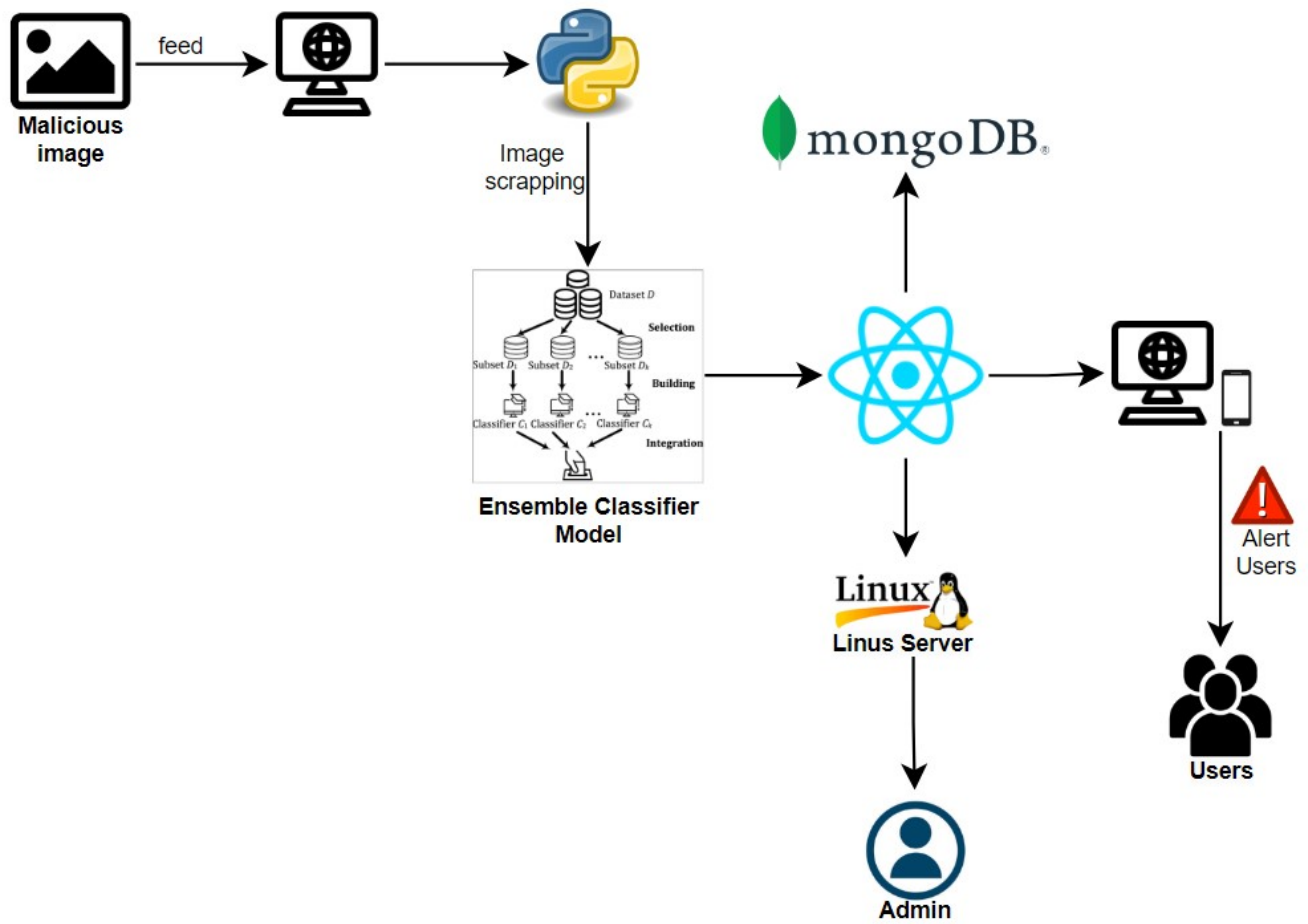 feed
Malicious
image
Image
scrapping
mongoDB®
Dataset D
Selection
Subset D₁ Subset D₂ ... Subset Dₖ
Building
...
Classifier C₁ Classifier C₂ Classifier Cₖ
Integration
Ensemble Classifier
Model
Linux™
Linus Server
Alert
Users
Users
Admin